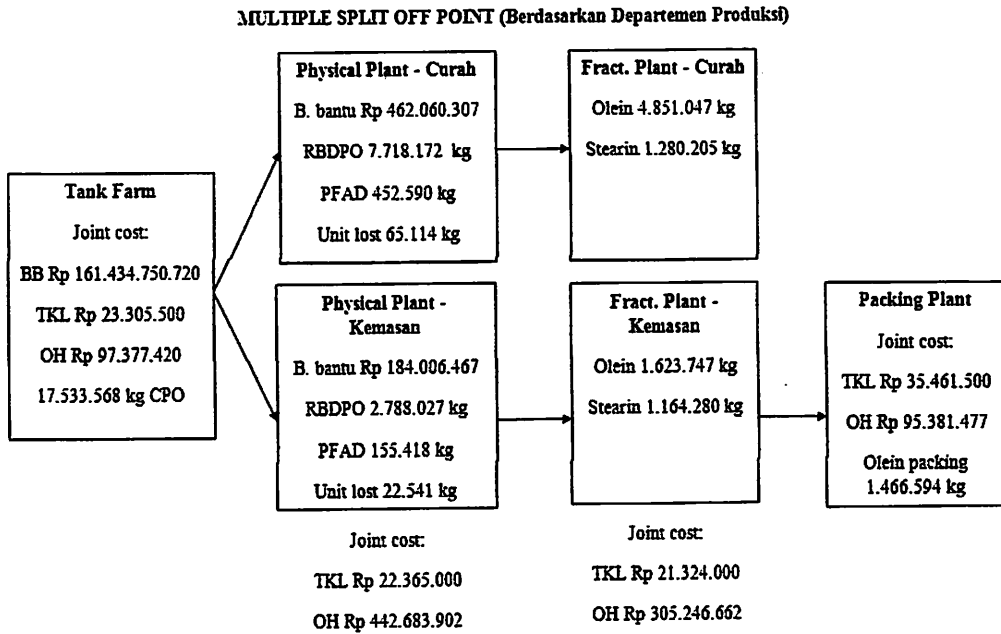 MULTIPLE SPLIT OFF POINT (Berdasarkan Departemen Produksi)
Tank Farm
Joint cost:
BB Rp 161.434.750.720
TKL Rp 23.305.500
OH Rp 97.377.420
17.533.568 kg CPO
Physical Plant - Curah
B. bantu Rp 462.060.307
RBDPO 7.718.172 kg
PFAD 452.590 kg
Unit lost 65.114 kg
Fract. Plant - Curah
Olein 4.851.047 kg
Stearin 1.280.205 kg
Physical Plant -
Kemasan
B. bantu Rp 184.006.467
RBDPO 2.788.027 kg
PFAD 155.418 kg
Unit lost 22.541 kg
Joint cost:
TKL Rp 22.365.000
OH Rp 442.683.902
Fract. Plant -
Kemasan
Olein 1.623.747 kg
Stearin 1.164.280 kg
Joint cost:
TKL Rp 21.324.000
OH Rp 305.246.662
Packing Plant
Joint cost:
TKL Rp 35.461.500
OH Rp 95.381.477
Olein packing
1.466.594 kg